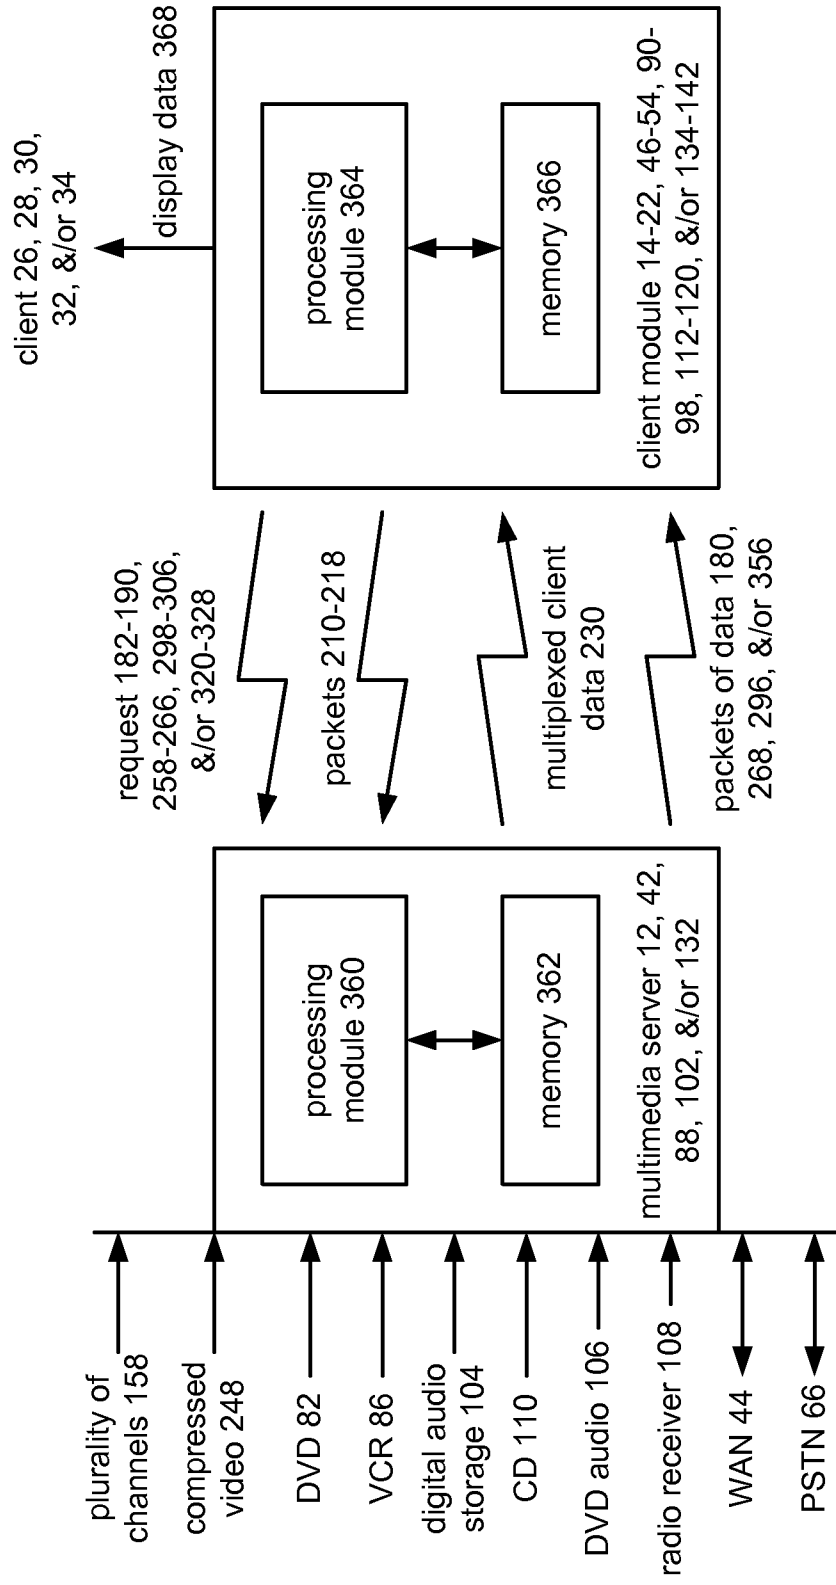 plurality of
channels 158
compressed
video 248
DVD 82
VCR 86
digital audio
storage 104
CD 110
DVD audio 106
radio receiver 108
WAN 44
PSTN 66
processing
module 360
memory 362
multimedia server 12, 42,
88, 102, &/or 132
request 182-190,
258-266, 298-306,
&/or 320-328
packets 210-218
multiplexed client
data 230
packets of data 180,
268, 296, &/or 356
client 26, 28, 30,
32, &/or 34
display data 368
processing
module 364
memory 366
client module 14-22, 46-54, 90-
98, 112-120, &/or 134-142